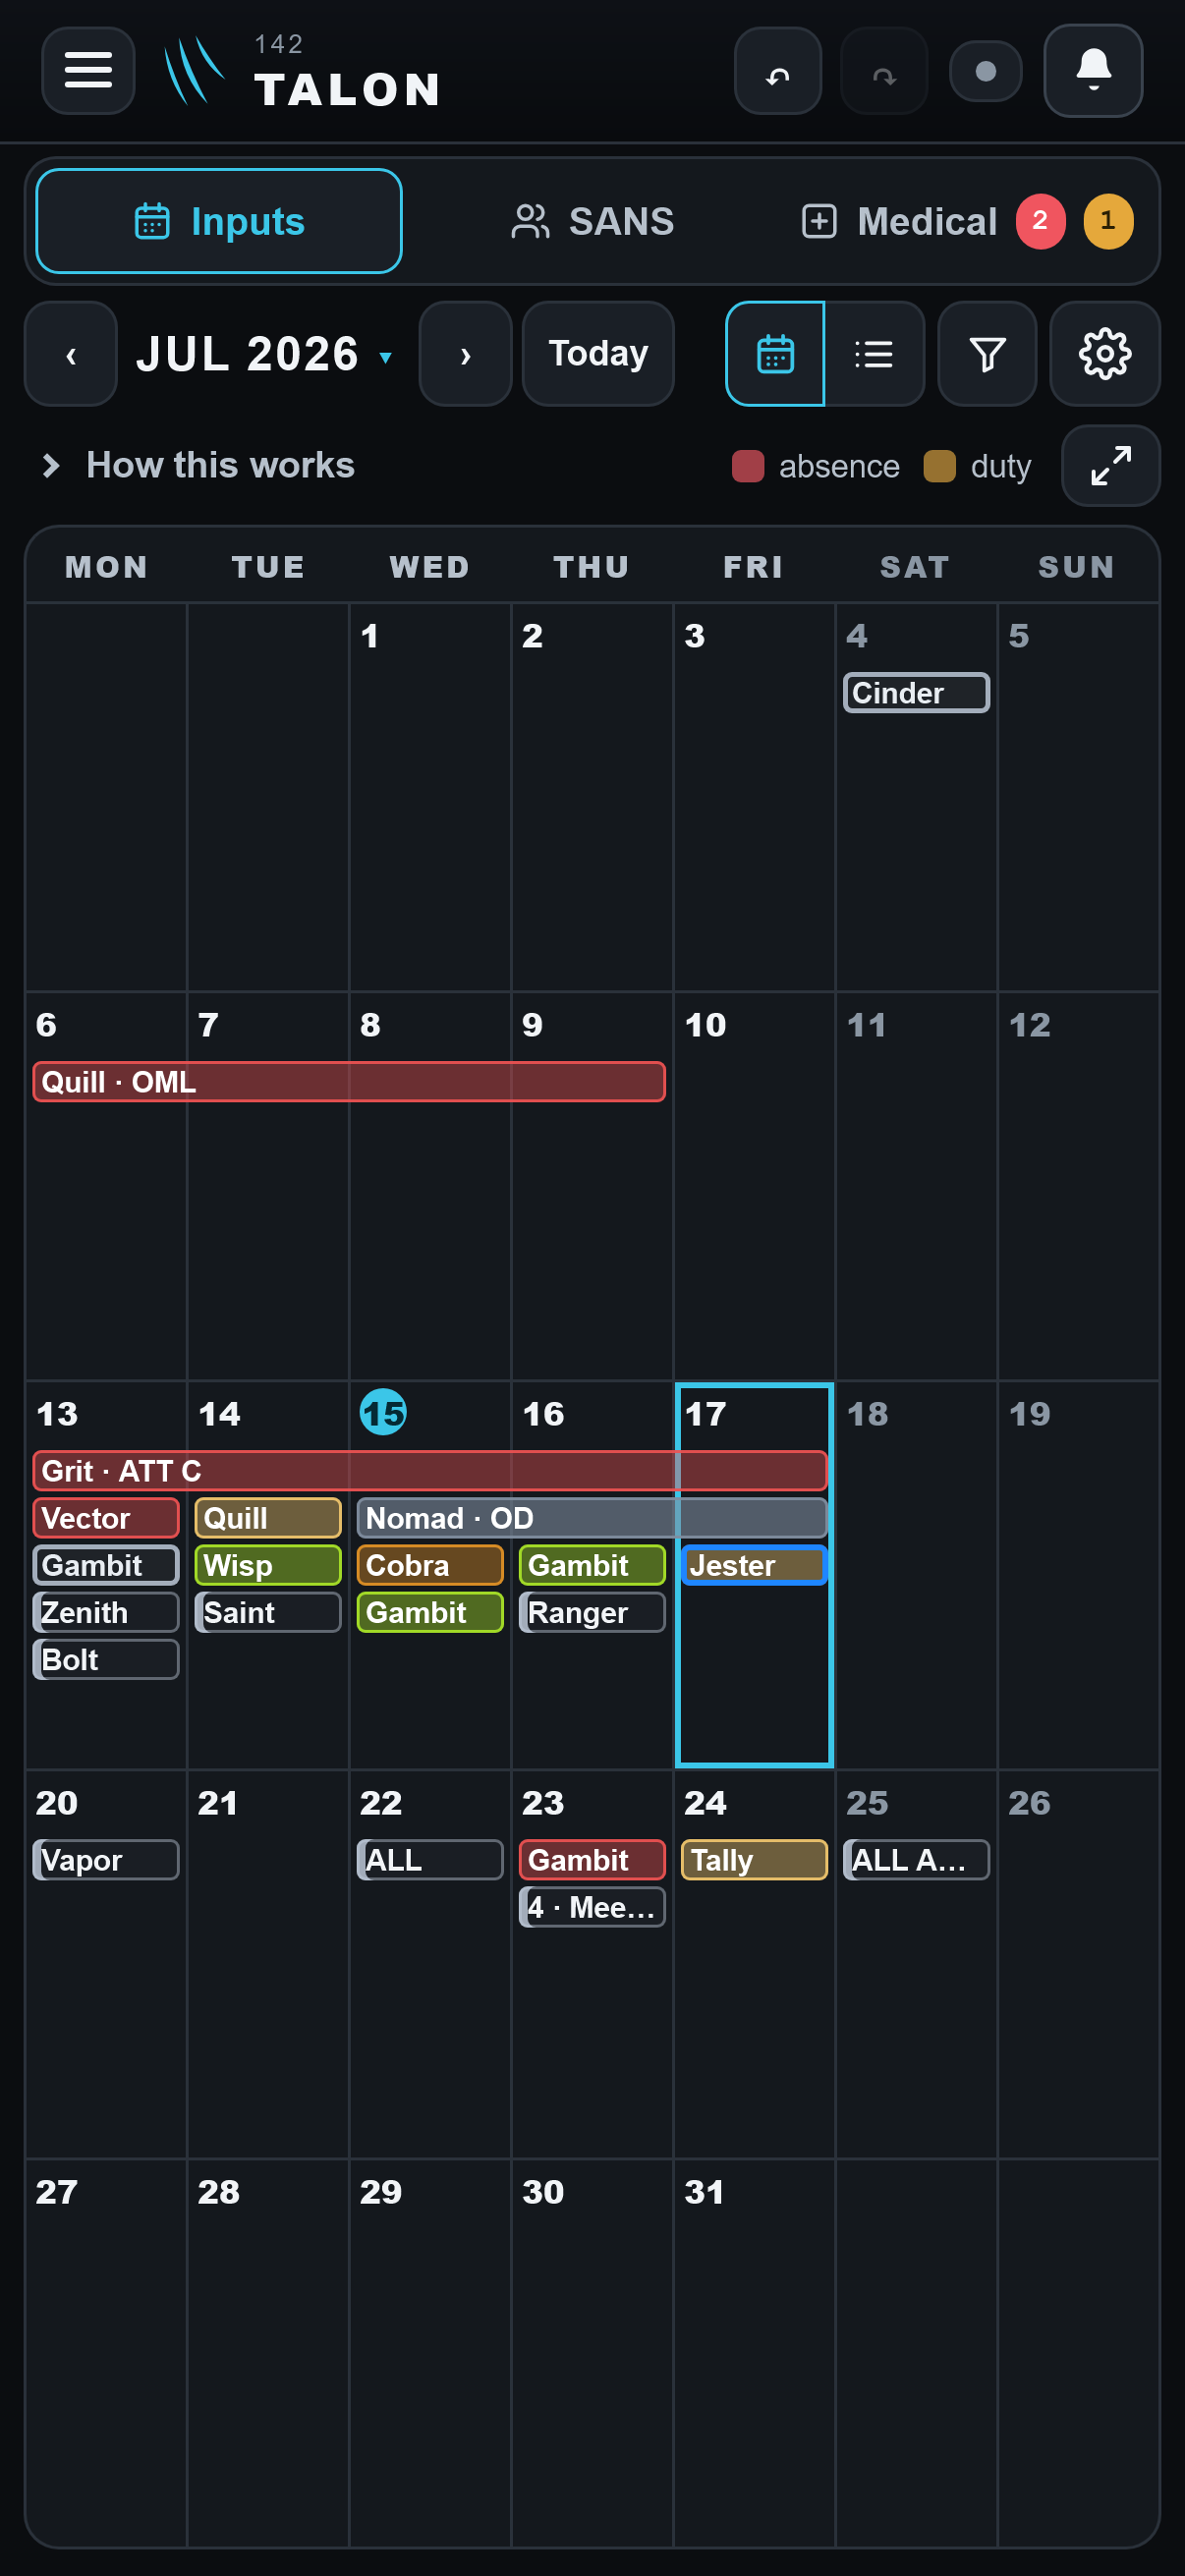 142
TALON
Inputs
SANS
Medical 2 1
‹ JUL 2026 ▾ › Today
How this works
absence duty
MON TUE WED THU FRI SAT SUN
1 2 3 4 5
Cinder
6 7 8 9 10 11 12
Quill · OML
13 14 15 16 17 18 19
Grit · ATT C
Vector Quill Nomad · OD
Gambit Wisp Cobra Gambit Jester
Zenith Saint Gambit Ranger
Bolt
20 21 22 23 24 25 26
Vapor ALL Gambit Tally ALL A…
4 · Mee…
27 28 29 30 31